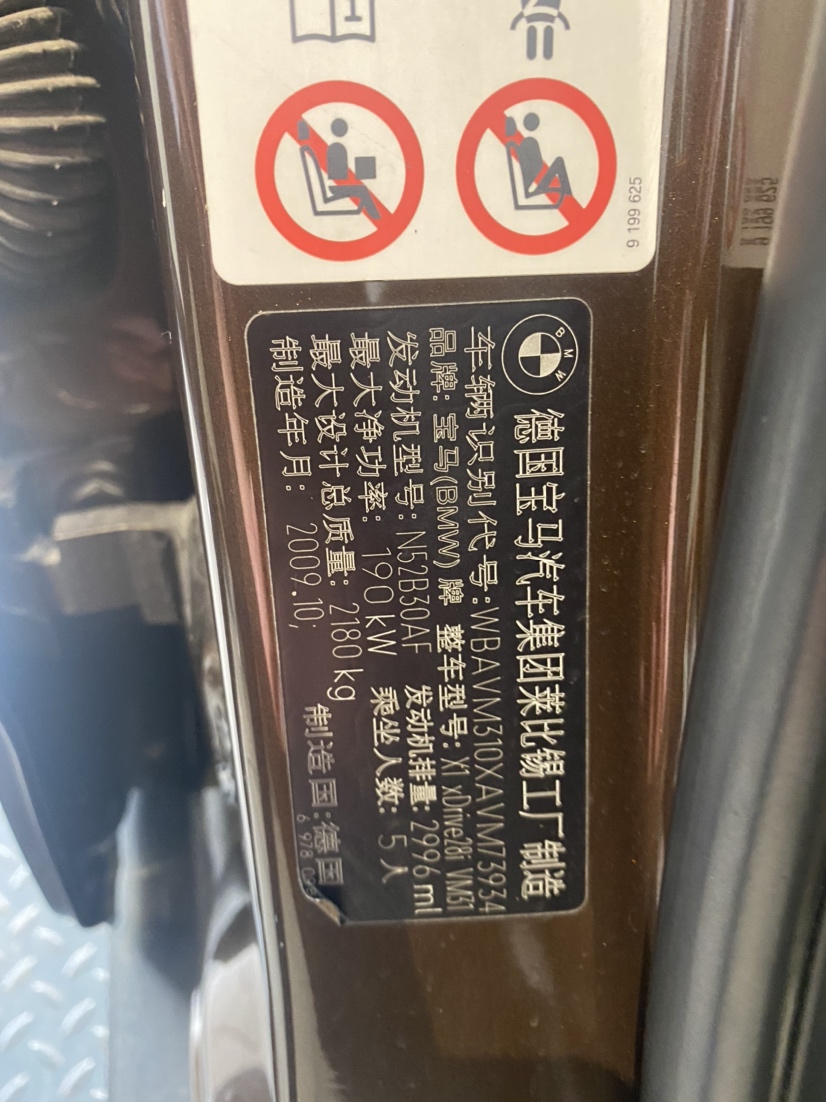 9 199 625
BMW
德国宝马汽车集团莱比锡工厂制造
车辆识别代号:WBAVM310XAVM73934
品牌: 宝马(BMW)牌 整车型号: X1 xDrive28i VM31
发动机型号: N52B30AF 发动机排量: 2996 ml
最大净功率: 190 kW 乘坐人数: 5 人
最大设计总质量: 2180 kg
制造年月: 2009.10; 制造国:德国
6 978